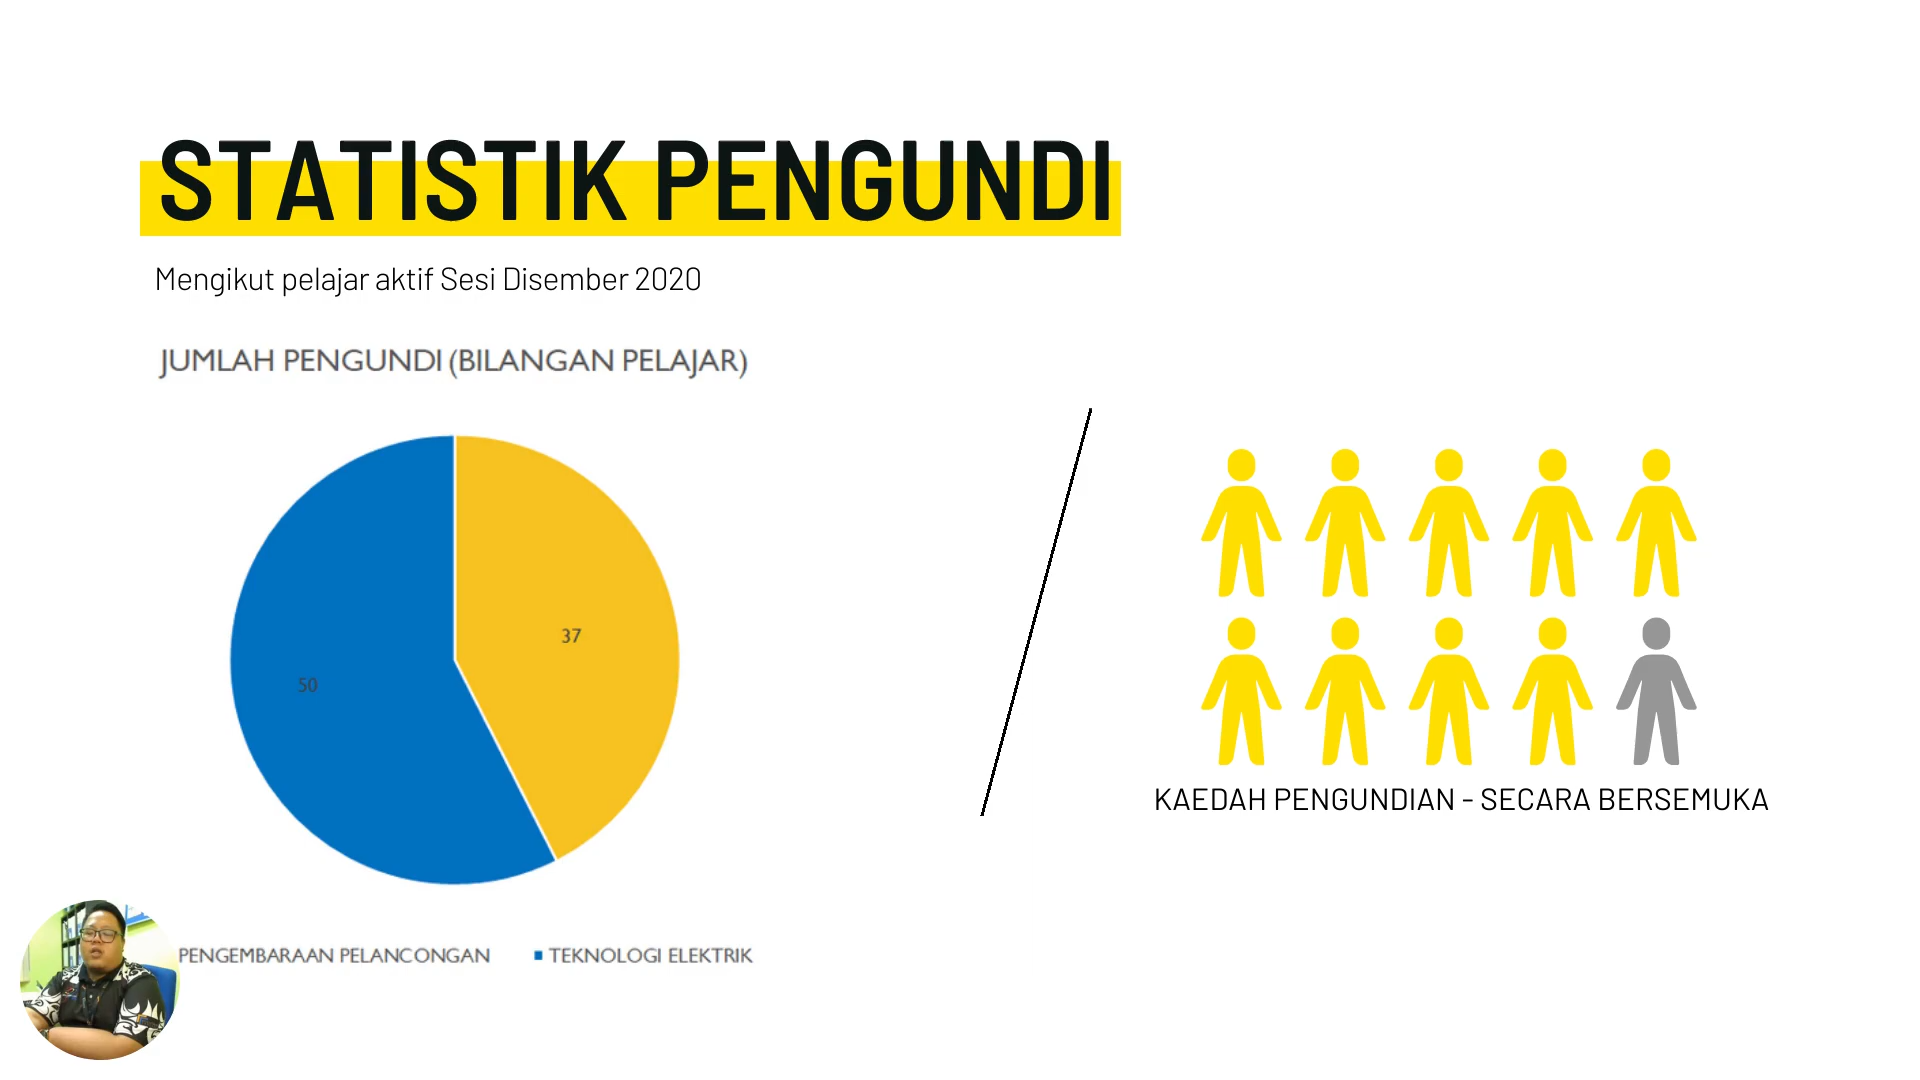 STATISTIK PENGUNDI
Mengikut pelajar aktif Sesi Disember 2020
JUMLAH PENGUNDI (BILANGAN PELAJAR)
37
50
KAEDAH PENGUNDIAN - SECARA BERSEMUKA
PENGEMBARAAN PELANCONGAN
TEKNOLOGI ELEKTRIK